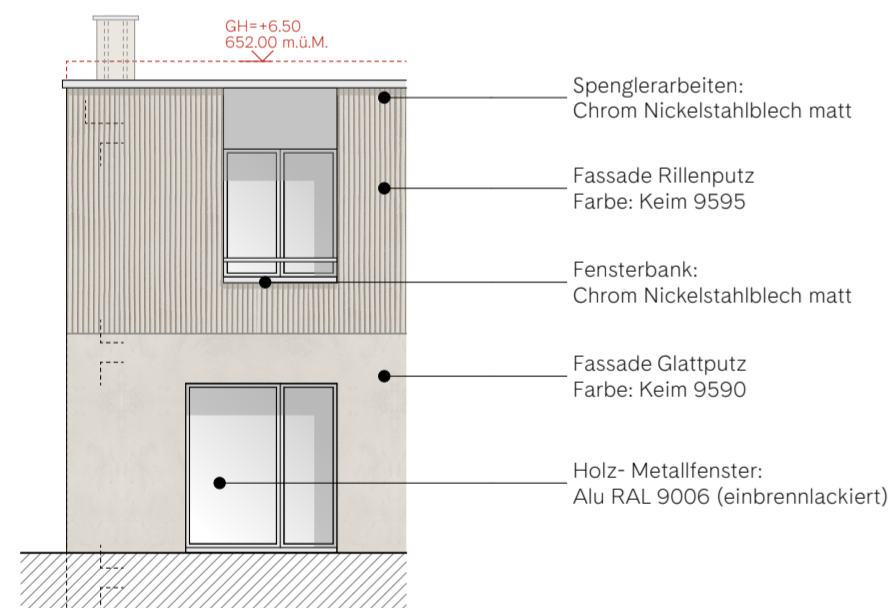 GH=+6.50
652.00 m.ü.M.
Spenglerarbeiten:
Chrom Nickelstahlblech matt
Fassade Rillenputz
Farbe: Keim 9595
Fensterbank:
Chrom Nickelstahlblech matt
Fassade Glattputz
Farbe: Keim 9590
Holz- Metallfenster:
Alu RAL 9006 (einbrennlackiert)